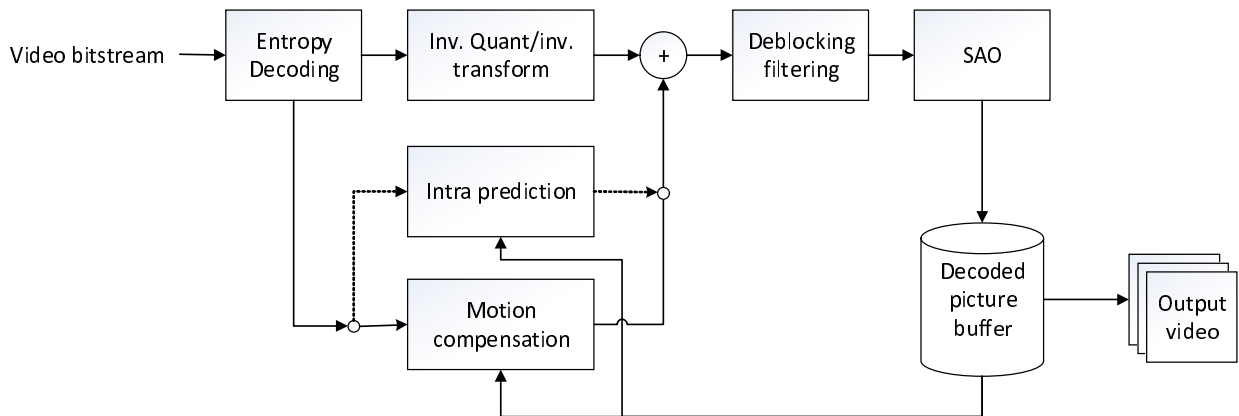 Video bitstream
Entropy
Decoding
Inv. Quant/inv.
transform
+
Deblocking
filtering
SAO
Intra prediction
Motion
compensation
Decoded
picture
buffer
Output
video